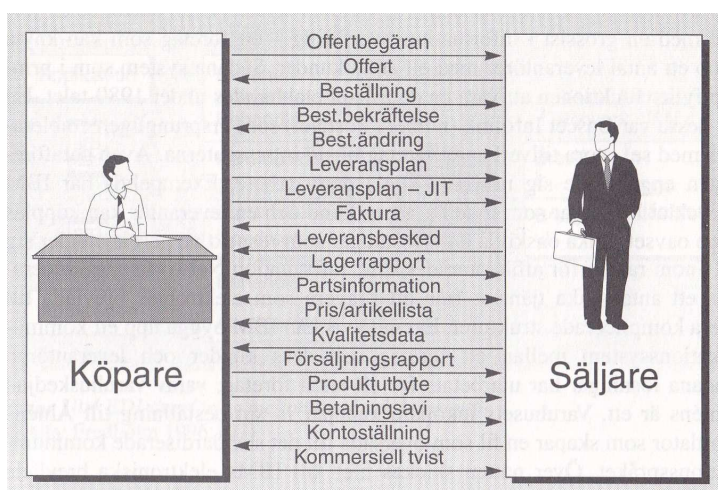 Offertbegäran
Offert
Beställning
Best.bekräftelse
Best.ändring
Leveransplan
Leveransplan – JIT
Faktura
Leveransbesked
Lagerrapport
Partsinformation
Pris/artikellista
Kvalitetsdata
Försäljningsrapport
Produktutbyte
Betalningsavi
Kontoställning
Kommersiell tvist
Köpare
Säljare